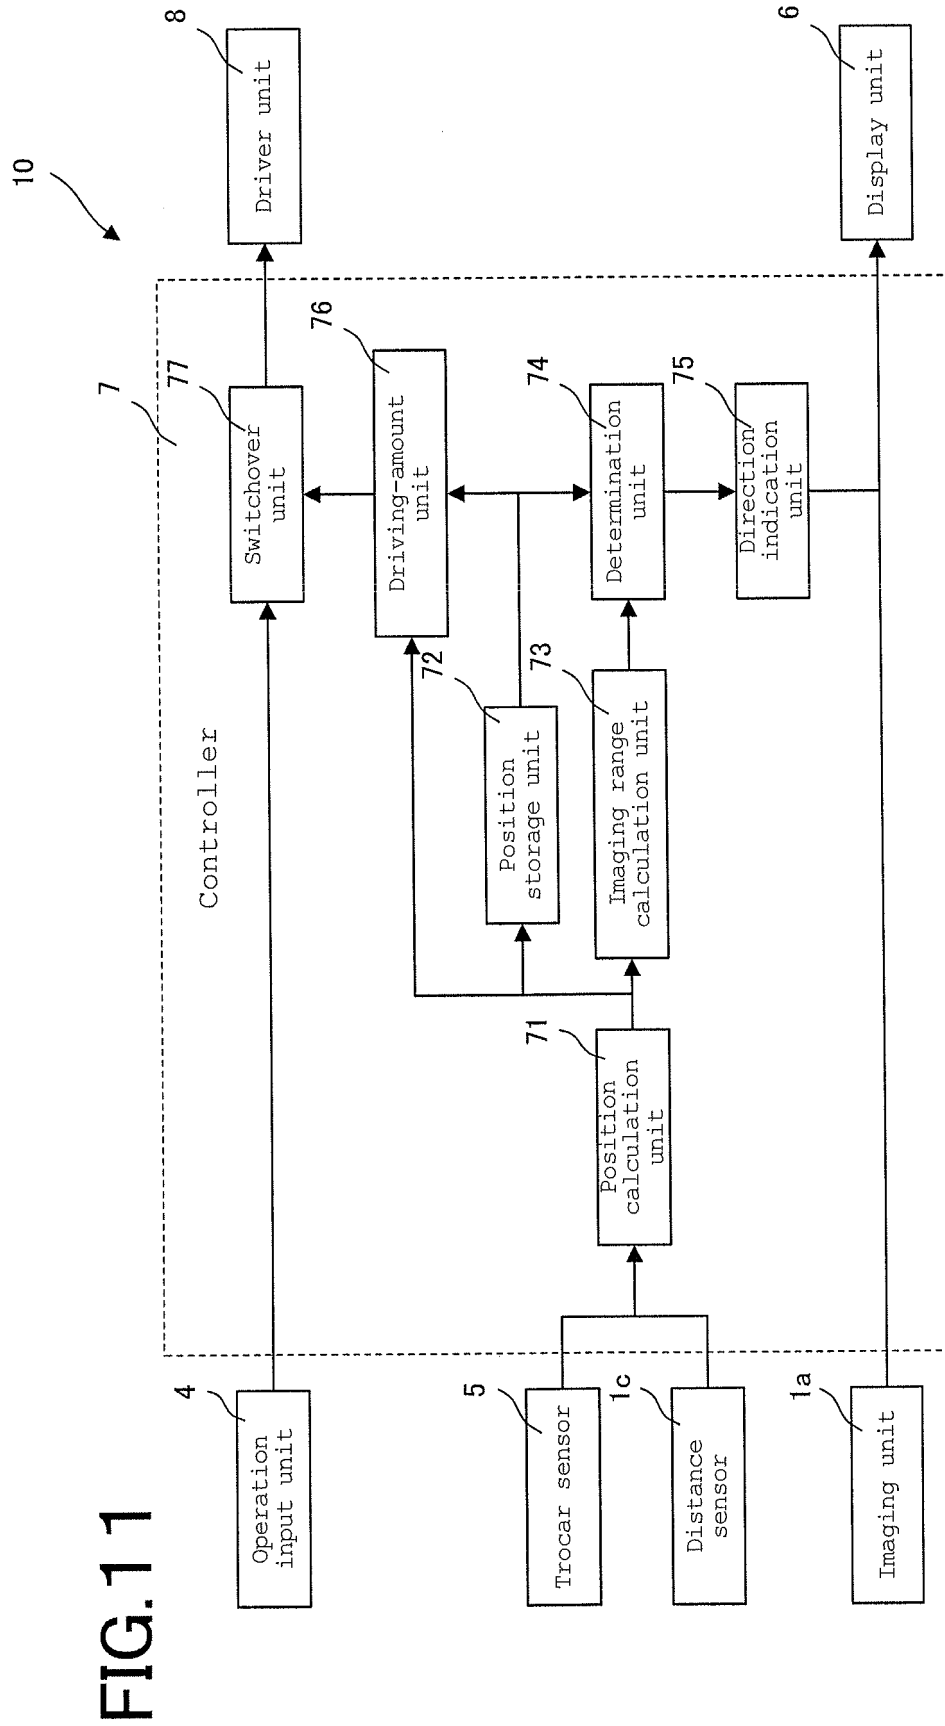 FIG.11
10
7
Controller
4
Operation
input unit
77
Switchover
unit
8
Driver unit
76
Driving-amount
unit
72
Position
storage unit
5
Trocar sensor
1c
Distance
sensor
71
Position
calculation
unit
73
Imaging range
calculation unit
74
Determination
unit
75
Direction
indication
unit
1a
Imaging unit
6
Display unit